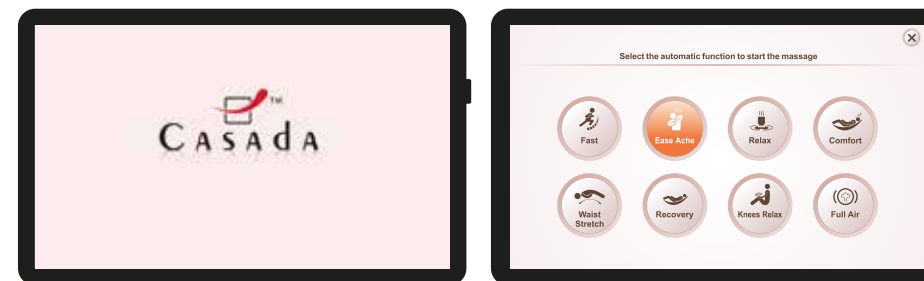 TM
CASAdA
Select the automatic function to start the massage
Fast
Ease Ache
Relax
Comfort
Waist
Stretch
Recovery
Knees Relax
Full Air